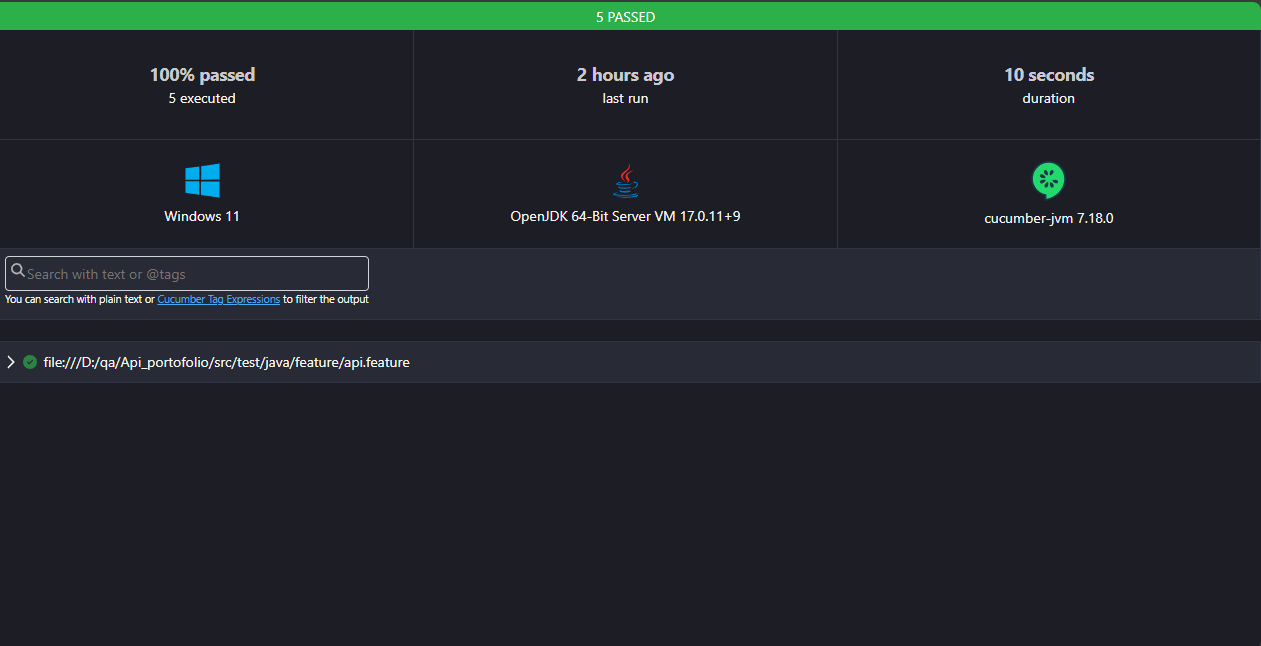 5 PASSED
100% passed
5 executed
2 hours ago
last run
10 seconds
duration
Windows 11
OpenJDK 64-Bit Server VM 17.0.11+9
cucumber-jvm 7.18.0
Search with text or @tags
You can search with plain text or Cucumber Tag Expressions to filter the output
file:///D:/qa/Api_portofolio/src/test/java/feature/api.feature